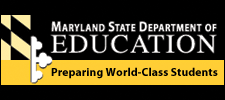 MARYLAND STATE DEPARTMENT OF
EDUCATION
Preparing World-Class Students